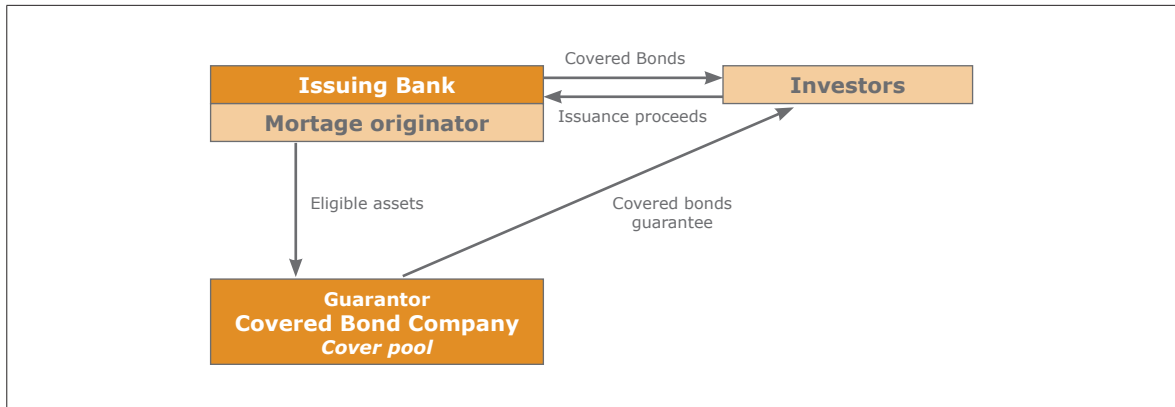 Covered Bonds
Issuing Bank
Investors
Mortage originator
Issuance proceeds
Eligible assets
Covered bonds
guarantee
Guarantor
Covered Bond Company
Cover pool